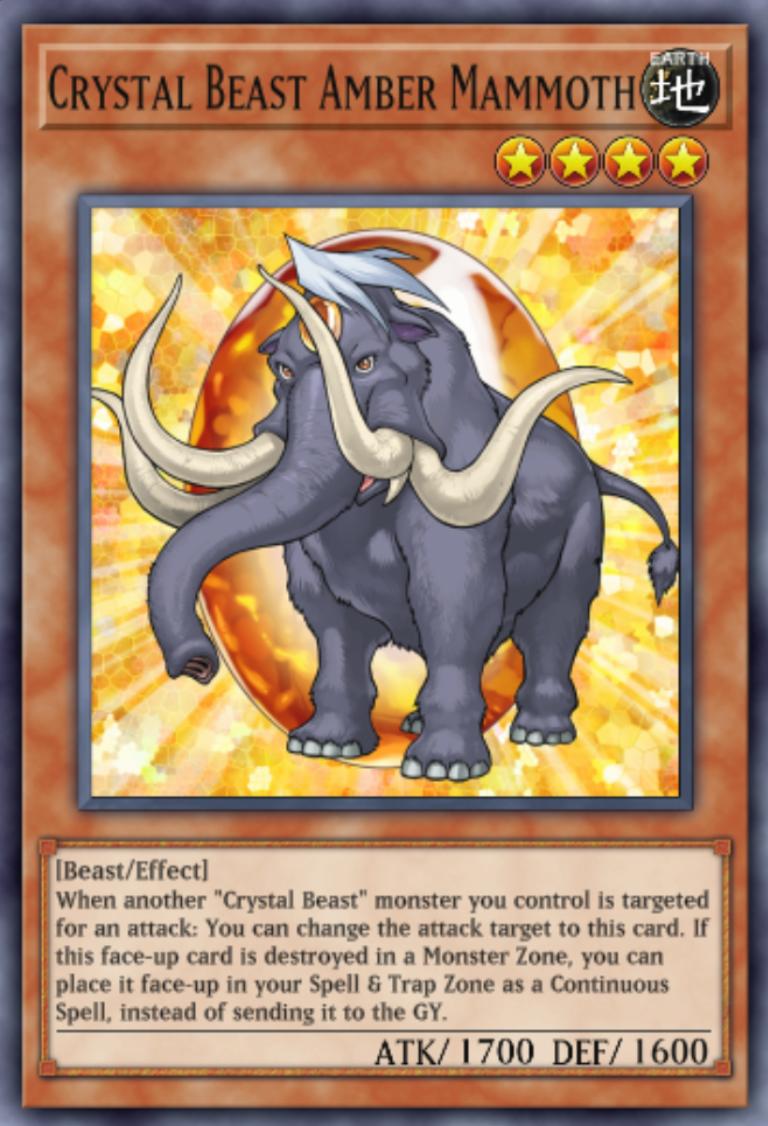 Crystal Beast Amber Mammoth
EARTH
地
[Beast/Effect]
When another "Crystal Beast" monster you control is targeted
for an attack: You can change the attack target to this card. If
this face-up card is destroyed in a Monster Zone, you can
place it face-up in your Spell & Trap Zone as a Continuous
Spell, instead of sending it to the GY.
ATK/ 1700 DEF/ 1600